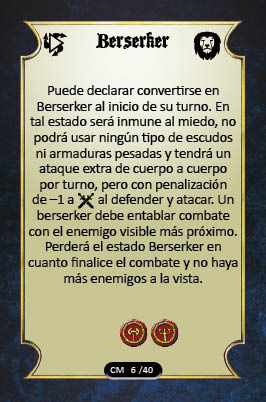 Berserker
Puede declarar convertirse en
Berserker al inicio de su turno. En
tal estado será inmune al miedo, no
podrá usar ningún tipo de escudos
ni armaduras pesadas y tendrá un
ataque extra de cuerpo a cuerpo
por turno, pero con penalización
de –1 a al defender y atacar. Un
berserker debe entablar combate
con el enemigo visible más próximo.
Perderá el estado Berserker en
cuanto finalice el combate y no haya
más enemigos a la vista.
CM 6 /40